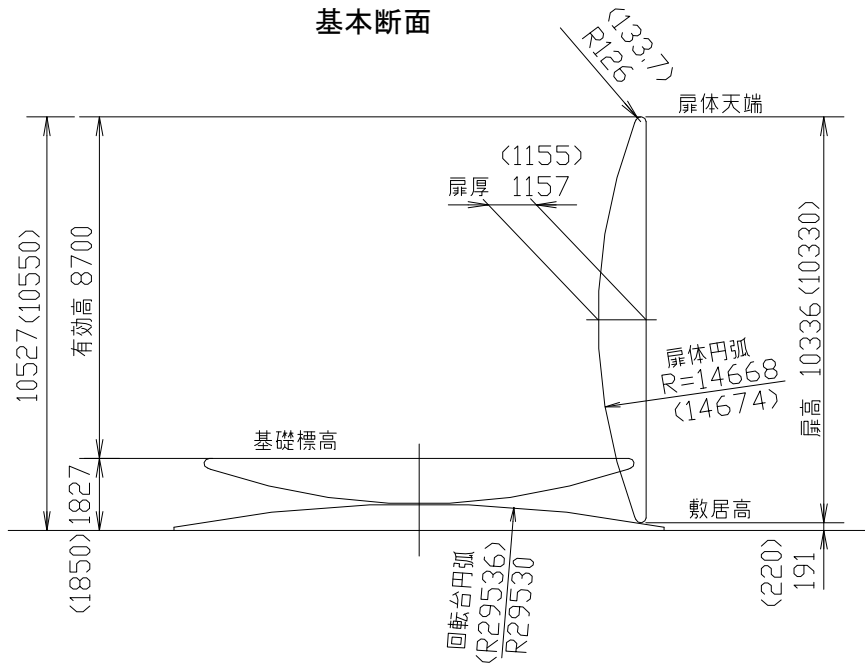 基本断面
(133.7)
R126
扉体天端
(1155)
扉厚 1157
10527(10550)
有効高 8700
扉体円弧
R=14668
(14674)
扉高 10336(10330)
基礎標高
1827
(1850)
敷居高
(220)
191
回転台円弧
(R29536)
R29530